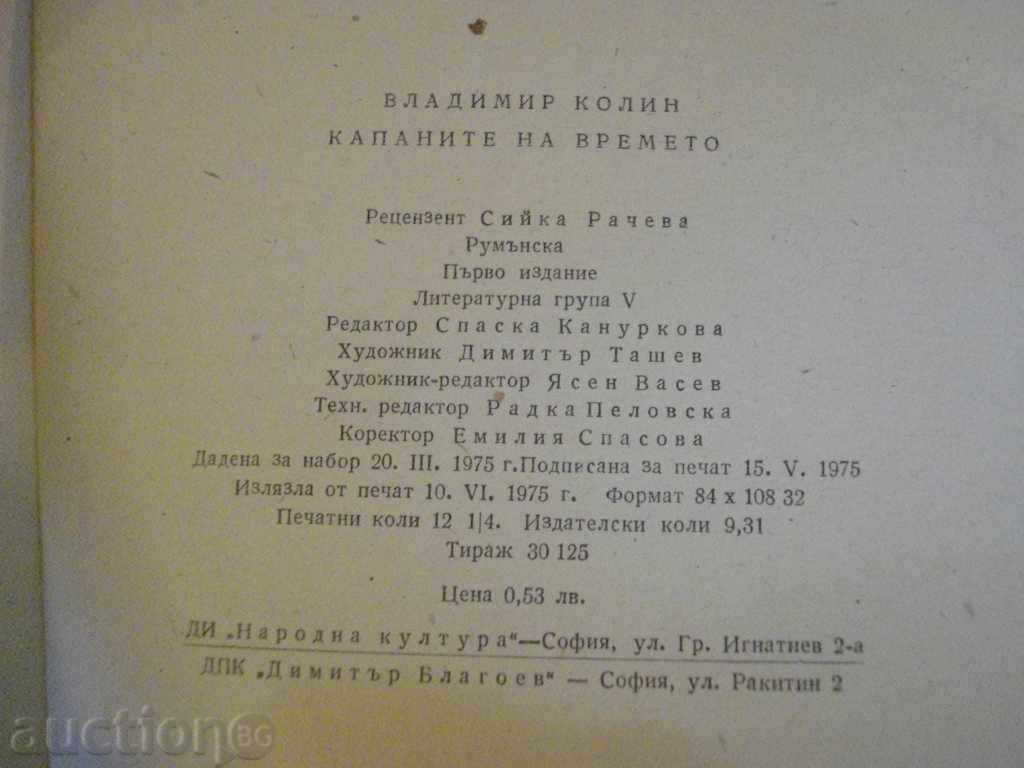 ВЛАДИМИР КОЛИН
КАПАНИТЕ НА ВРЕМЕТО
Рецензент Сийка Рачева
Румънска
Първо издание
Литературна група V
Редактор Спаска Кануркова
Художник Димитър Ташев
Художник-редактор Ясен Васев
Техн. редактор Радка Пеловска
Коректор Емилия Спасова
Дадена за набор 20. III. 1975 г. Подписана за печат 15. V. 1975
Излязла от печат 10. VI. 1975 г. Формат 84 x 108 32
Печатни коли 12 1|4. Издателски коли 9,31
Тираж 30 125
Цена 0,53 лв.
ДИ „Народна култура“—София, ул. Гр. Игнатиев 2-а
ДПК „Димитър Благоев“ — София, ул. Ракитин 2
auction BG